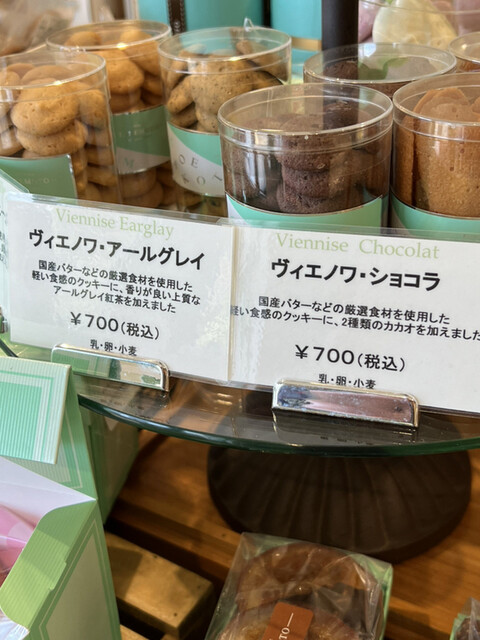 Viennise Earglay
ヴィエノワ・アールグレイ
国産バターなどの厳選食材を使用した
軽い食感のクッキーに、香りが良い上質な
アールグレイ紅茶を加えました
￥700(税込)
乳・卵・小麦
Viennise Chocolat
ヴィエノワ・ショコラ
国産バターなどの厳選食材を使用した
軽い食感のクッキーに、2種類のカカオを加えました
￥700(税込)
乳・卵・小麦